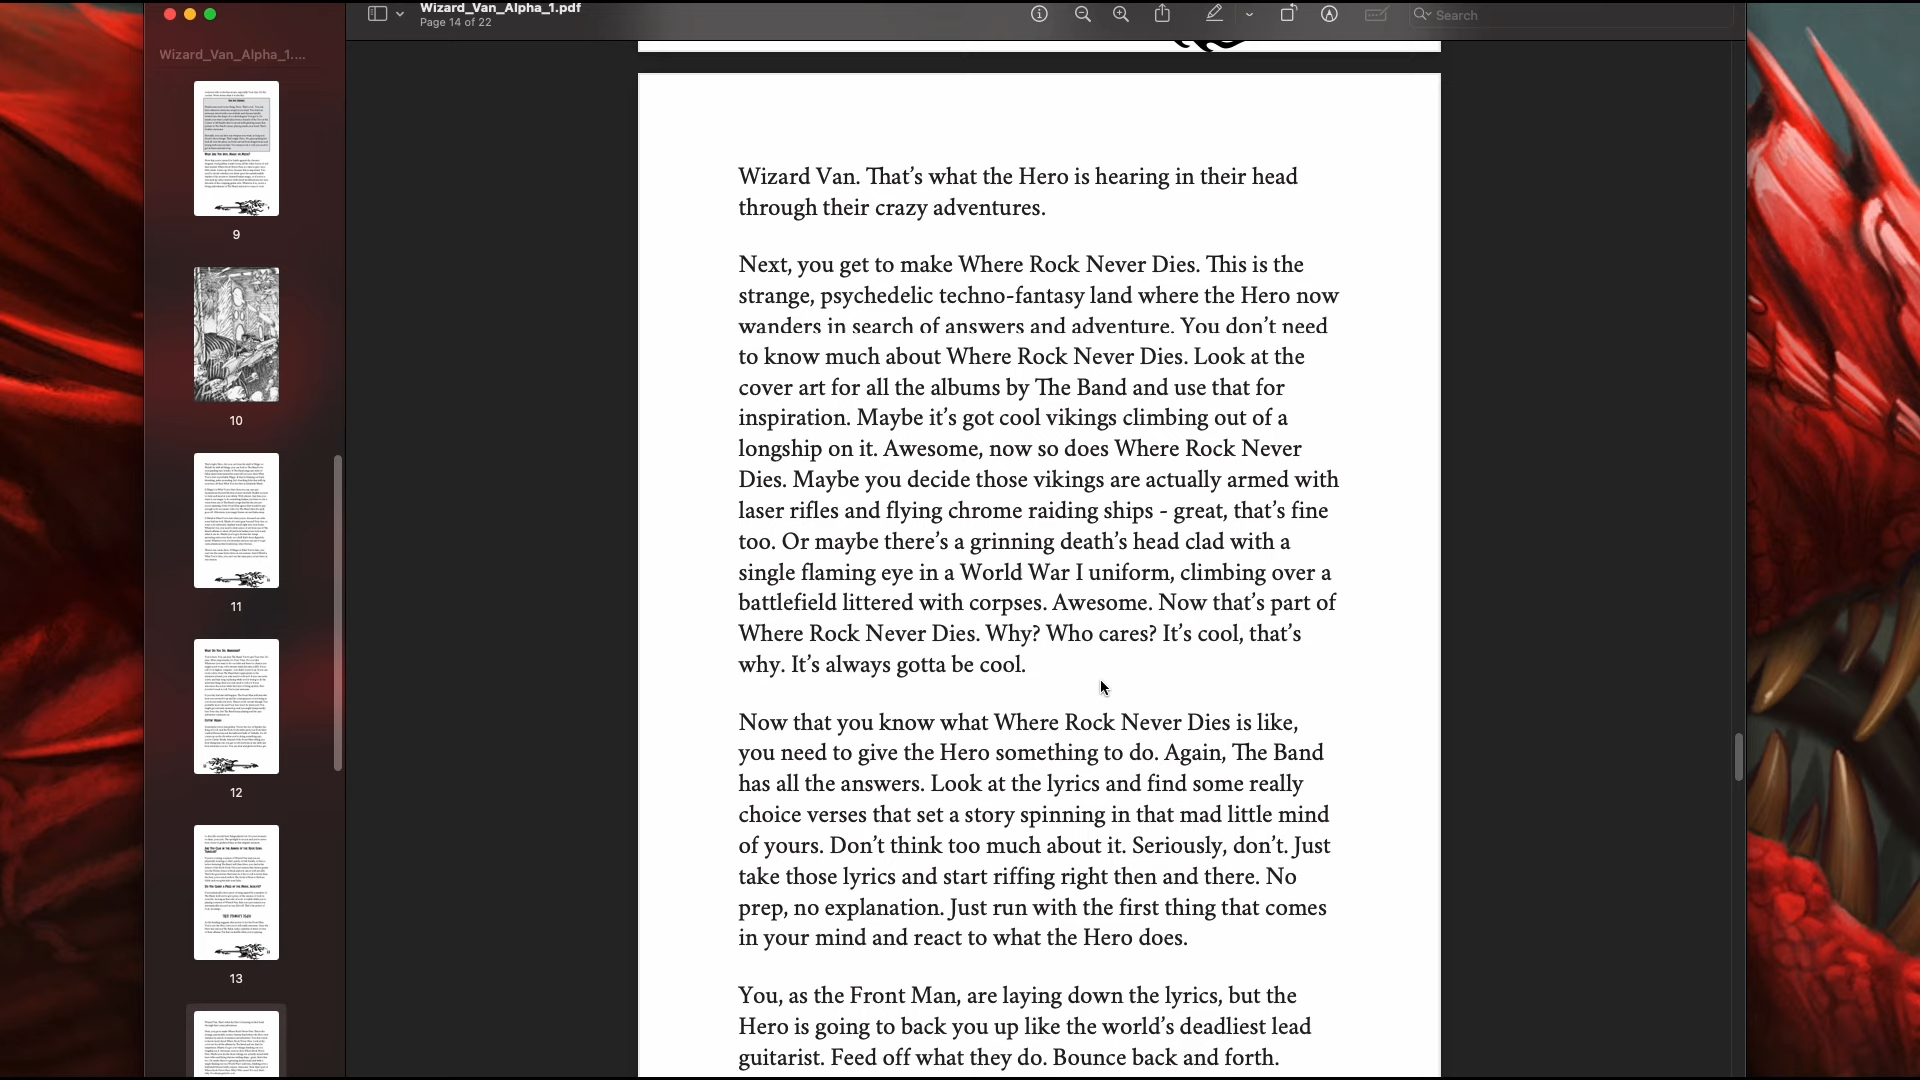 Wizard_Van_Alpha_1.pdf
Page 14 of 22
Search
Wizard_Van_Alpha_1....
9
10
11
12
13
Wizard Van. That's what the Hero is hearing in their head
through their crazy adventures.
Next, you get to make Where Rock Never Dies. This is the
strange, psychedelic techno-fantasy land where the Hero now
wanders in search of answers and adventure. You don't need
to know much about Where Rock Never Dies. Look at the
cover art for all the albums by The Band and use that for
inspiration. Maybe it's got cool vikings climbing out of a
longship on it. Awesome, now so does Where Rock Never
Dies. Maybe you decide those vikings are actually armed with
laser rifles and flying chrome raiding ships - great, that's fine
too. Or maybe there's a grinning death's head clad with a
single flaming eye in a World War I uniform, climbing over a
battlefield littered with corpses. Awesome. Now that's part of
Where Rock Never Dies. Why? Who cares? It's cool, that's
why. It's always gotta be cool.
Now that you know what Where Rock Never Dies is like,
you need to give the Hero something to do. Again, The Band
has all the answers. Look at the lyrics and find some really
choice verses that set a story spinning in that mad little mind
of yours. Don't think too much about it. Seriously, don't. Just
take those lyrics and start riffing right then and there. No
prep, no explanation. Just run with the first thing that comes
in your mind and react to what the Hero does.
You, as the Front Man, are laying down the lyrics, but the
Hero is going to back you up like the world's deadliest lead
guitarist. Feed off what they do. Bounce back and forth.